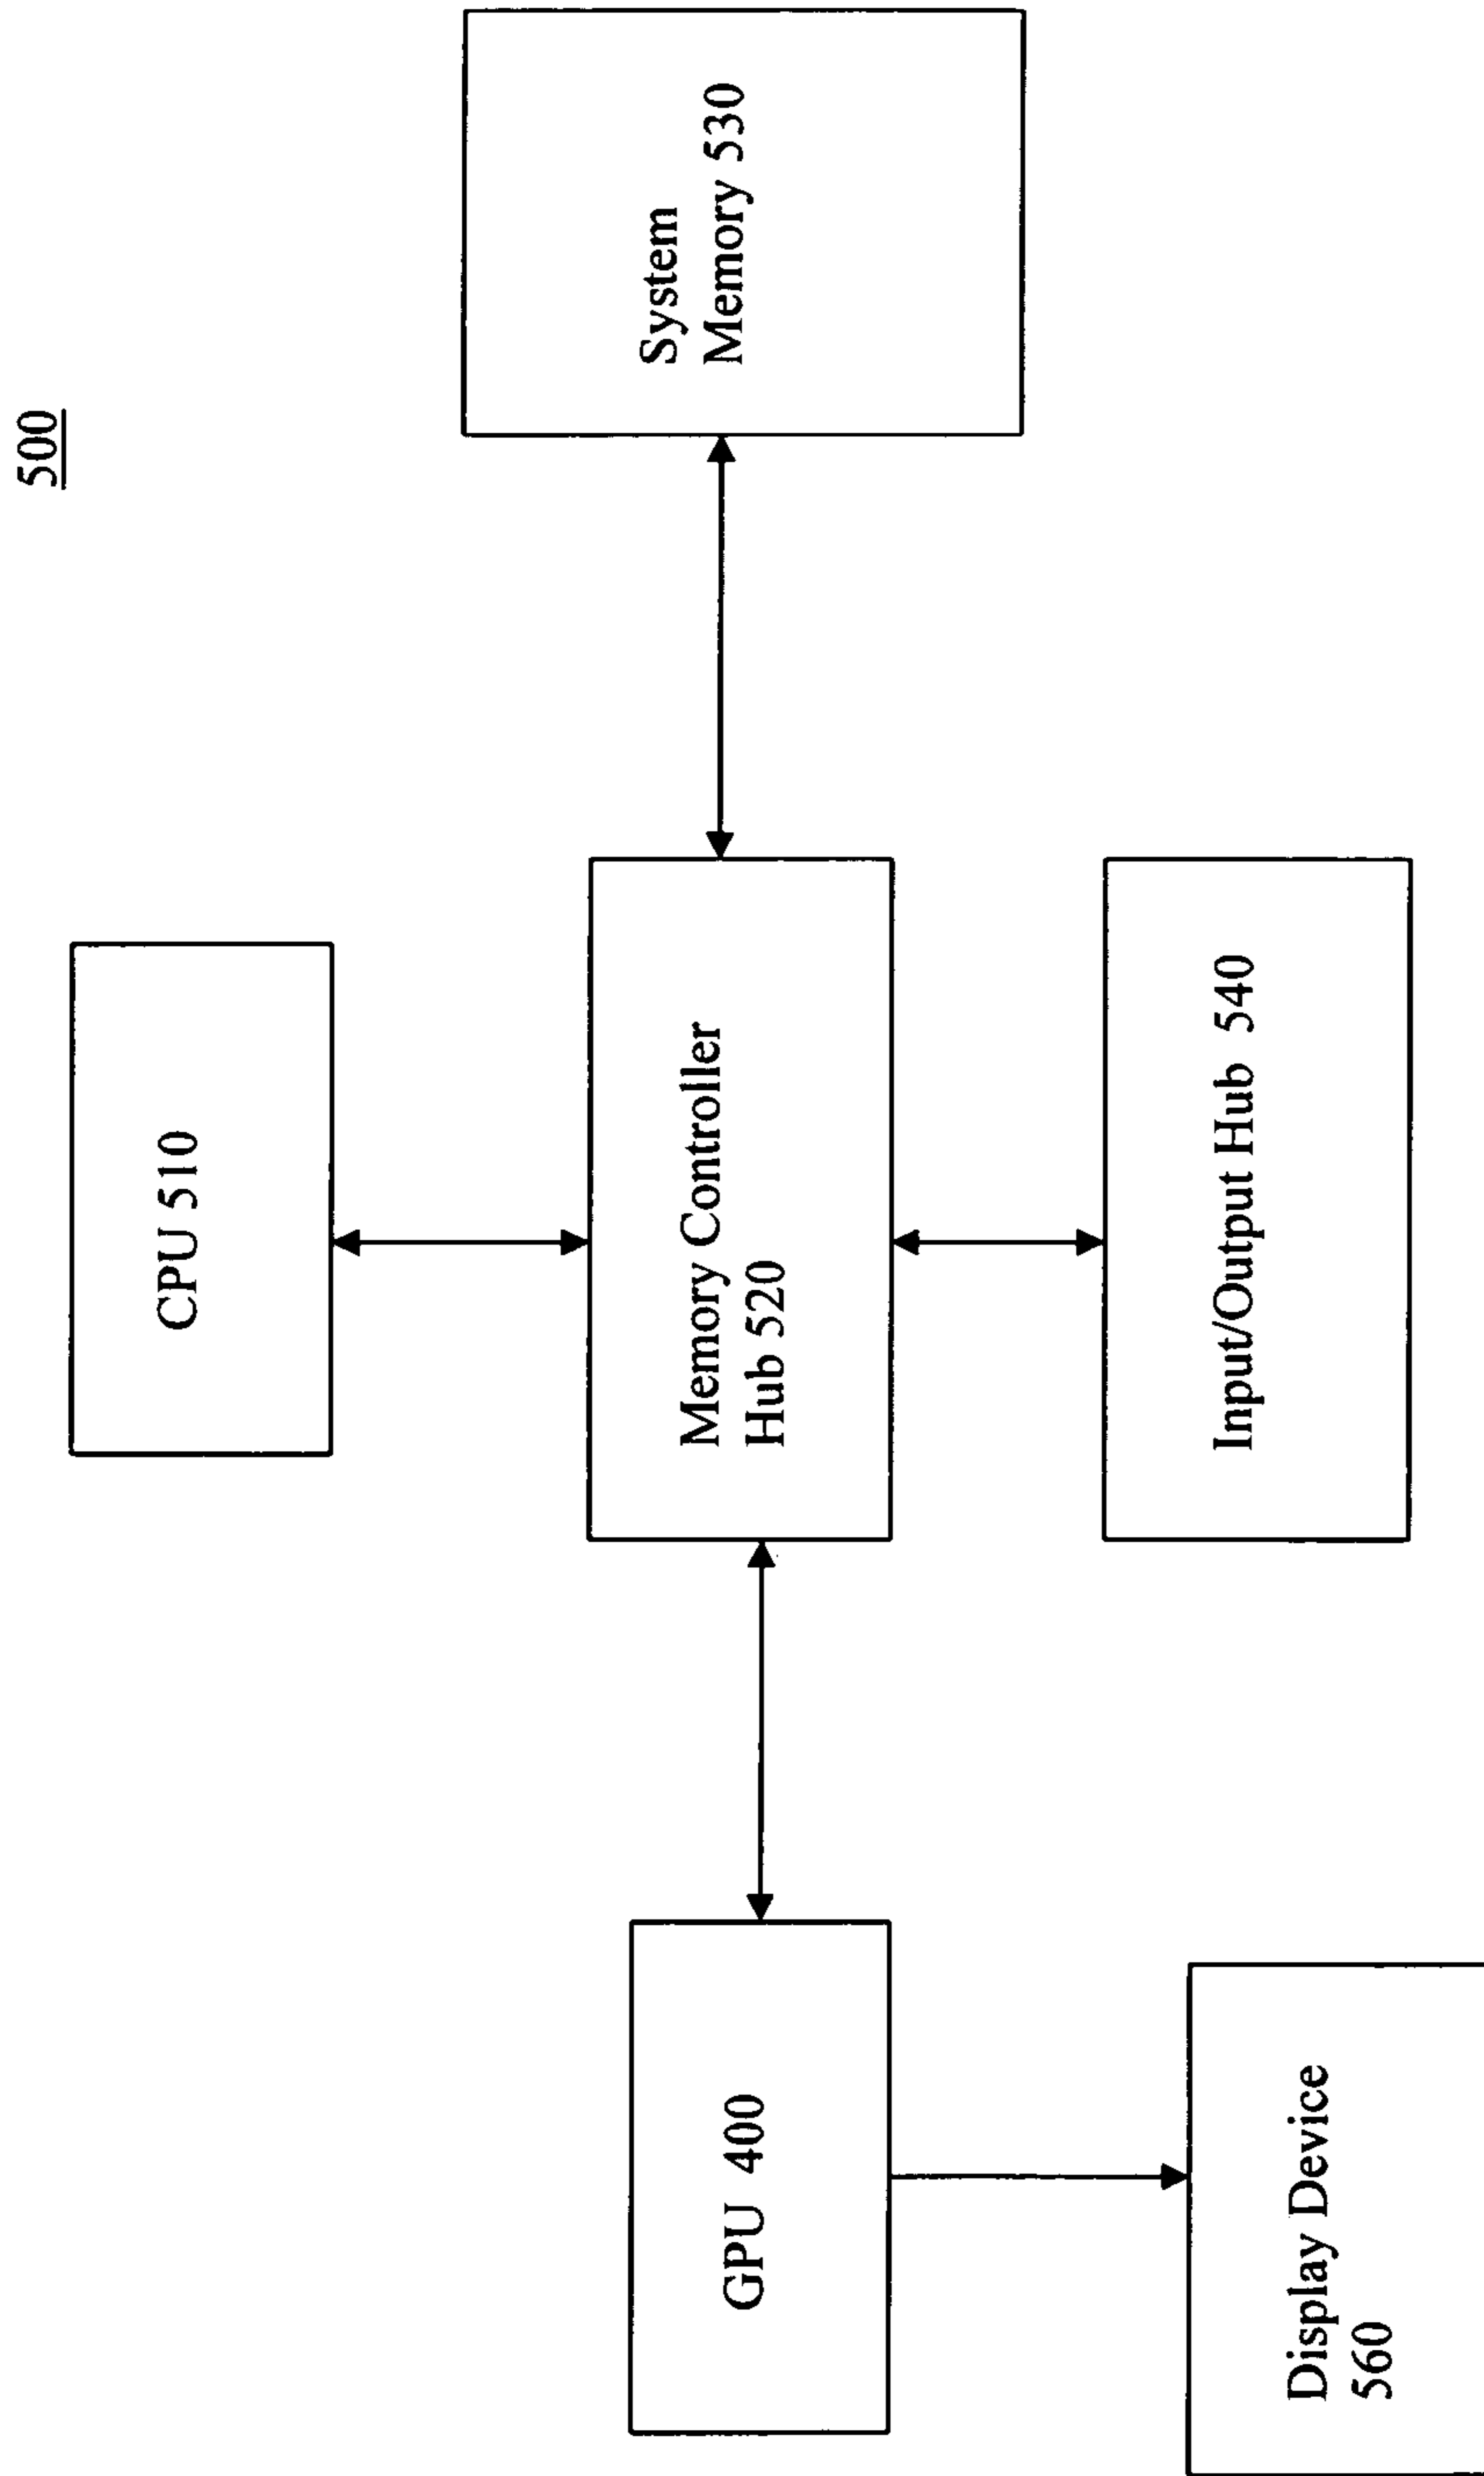 500
CPU 510
GPU 400
Memory Controller
Hub 520
System
Memory 530
Display Device
560
Input/Output Hub 540